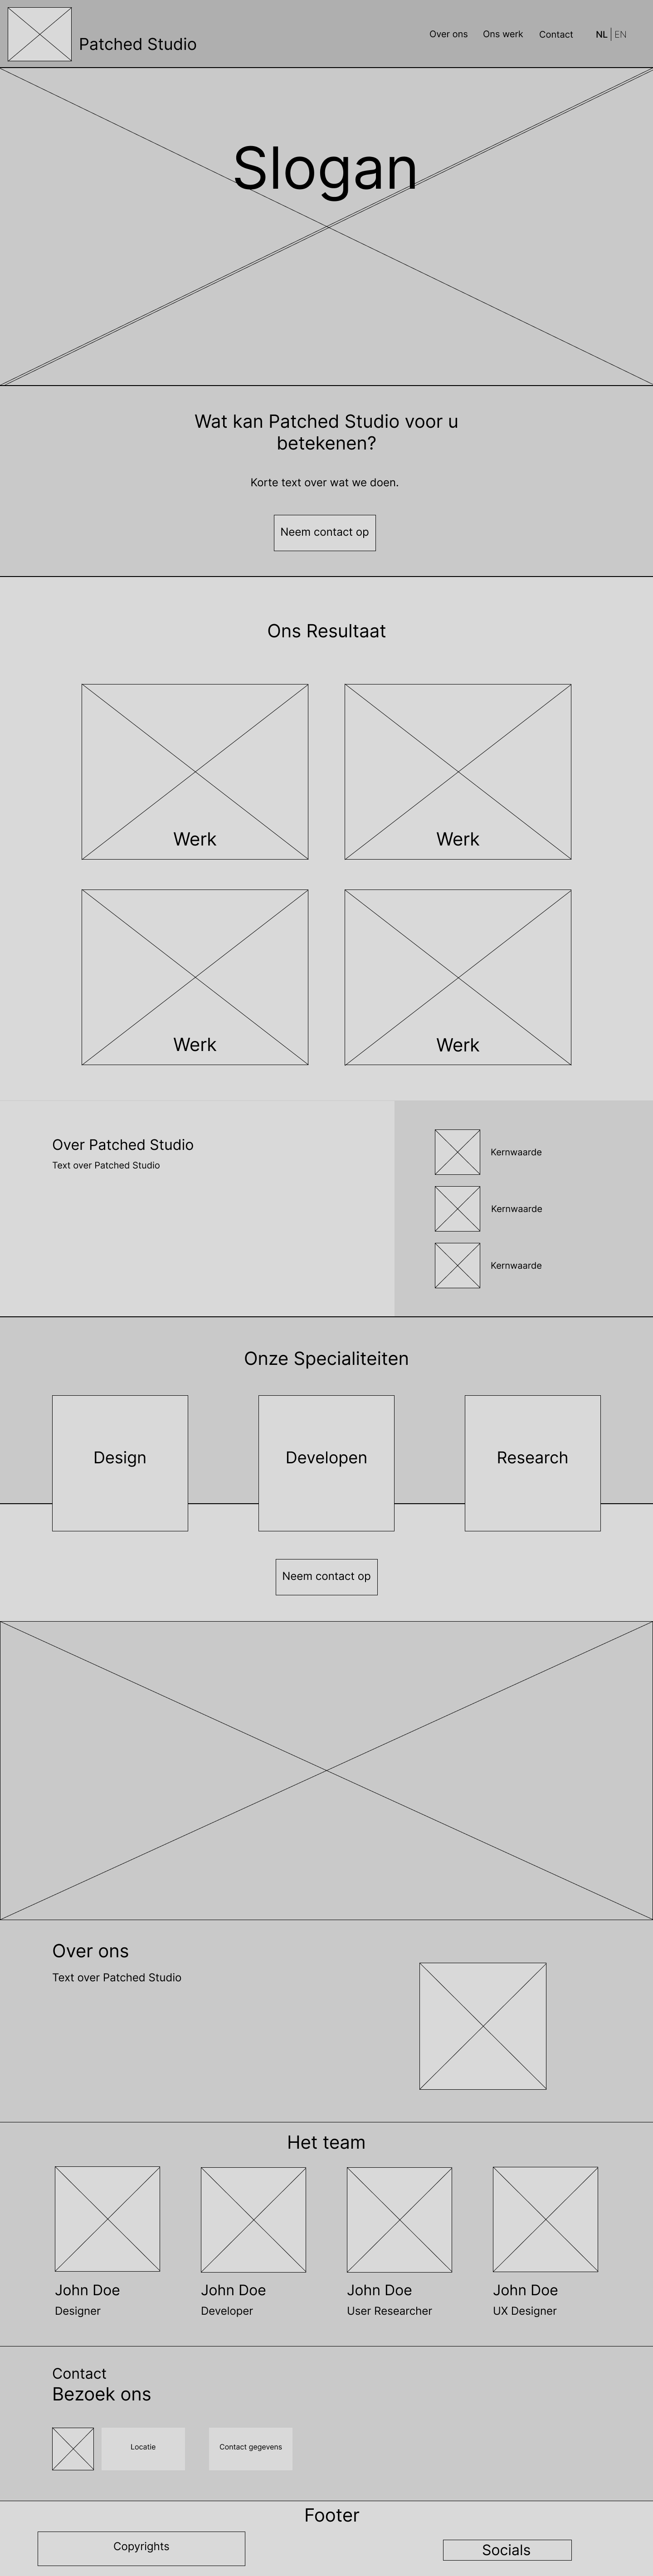 Patched Studio
Over ons
Ons werk
Contact
NL | EN
Slogan
Wat kan Patched Studio voor u
betekenen?
Korte text over wat we doen.
Neem contact op
Ons Resultaat
Werk
Werk
Werk
Werk
Over Patched Studio
Text over Patched Studio
Kernwaarde
Kernwaarde
Kernwaarde
Onze Specialiteiten
Design
Developen
Research
Neem contact op
Over ons
Text over Patched Studio
Het team
John Doe
Designer
John Doe
Developer
John Doe
User Researcher
John Doe
UX Designer
Contact
Bezoek ons
Locatie
Contact gegevens
Footer
Copyrights
Socials